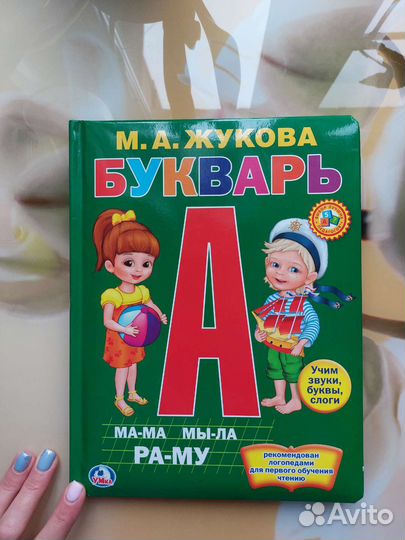 М.А. ЖУКОВА
БУКВАРЬ
А
Учим
звуки,
буквы,
слоги
МА-МА МЫ-ЛА
РА-МУ
рекомендован
логопедами
для первого обучения
чтению
УМка
Avito